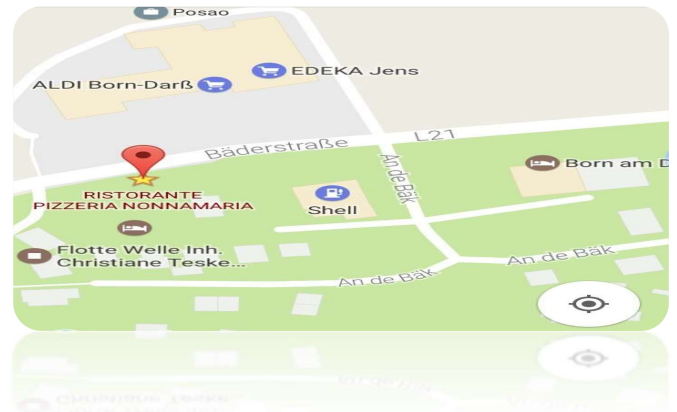 Posao
EDEKA Jens
ALDI Born-Darß
Bäderstraße
L21
An de Bäk
Born am D
RISTORANTE
PIZZERIA NONNAMARIA
Shell
Flotte Welle Inh.
Christiane Teske...
An de Bäk
An de Bäk